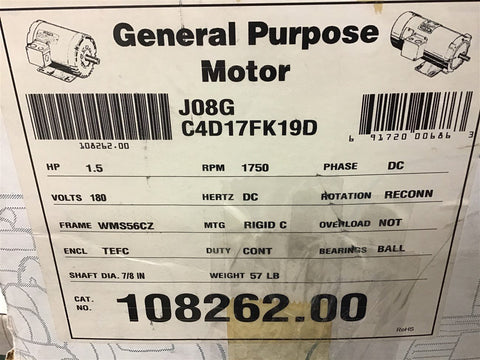 General Purpose
Motor
J08G
C4D17FK19D
108262.00
6 91720 00686 3
HP 1.5 RPM 1750 PHASE DC
VOLTS 180 HERTZ DC ROTATION RECONN
FRAME WMS56CZ MTG RIGID C OVERLOAD NOT
ENCL TEFC DUTY CONT BEARINGS BALL
SHAFT DIA. 7/8 IN WEIGHT 57 LB
CAT. NO. 108262.00
RoHS